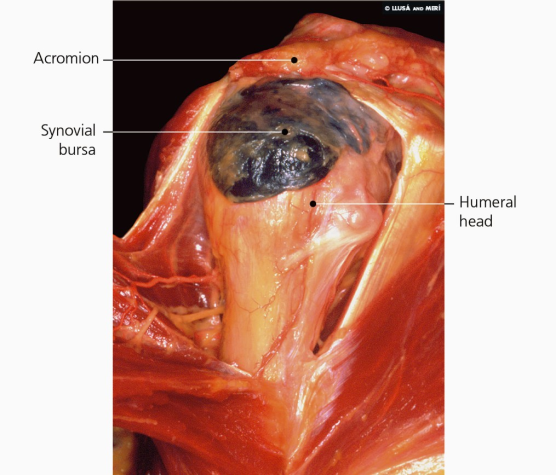 © LLUSÀ AND MERÍ
Acromion
Synovial
bursa
Humeral
head